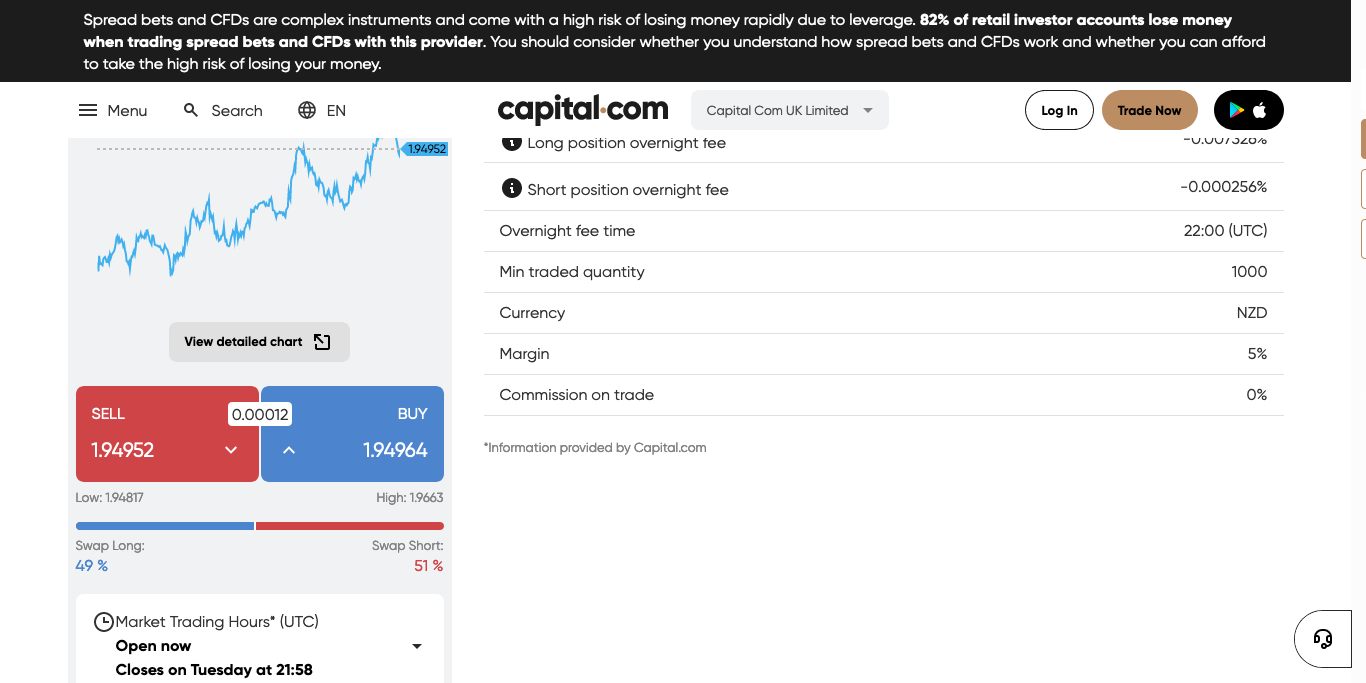 Spread bets and CFDs are complex instruments and come with a high risk of losing money rapidly due to leverage. 82% of retail investor accounts lose money
when trading spread bets and CFDs with this provider. You should consider whether you understand how spread bets and CFDs work and whether you can afford
to take the high risk of losing your money.
Menu Search EN capital.com Capital Com UK Limited Log In Trade Now
1.94952
Long position overnight fee -0.007326%
Short position overnight fee -0.000256%
Overnight fee time 22:00 (UTC)
Min traded quantity 1000
Currency NZD
Margin 5%
Commission on trade 0%
*Information provided by Capital.com
View detailed chart
SELL 0.00012 BUY
1.94952 1.94964
Low: 1.94817 High: 1.9663
Swap Long: Swap Short:
49 % 51 %
Market Trading Hours* (UTC)
Open now
Closes on Tuesday at 21:58